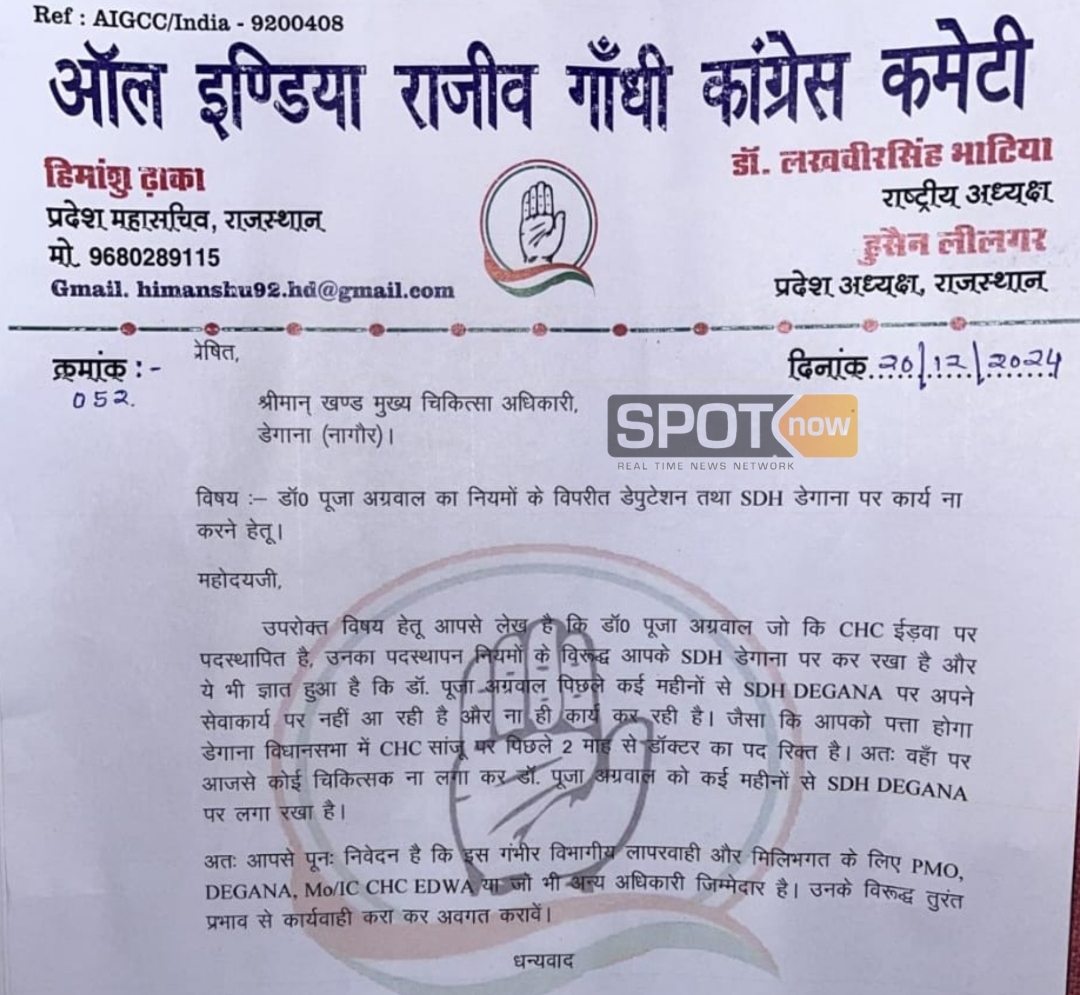 Ref : AIGCC/India - 9200408
ऑल इण्डिया राजीव गाँधी कांग्रेस कमेटी
हिमांशु ढ़ाका
प्रदेश महासचिव, राजस्थान
मो. 9680289115
Gmail. himanshu92.hd@gmail.com
डॉ. लखवीरसिंह भाटिया
राष्ट्रीय अध्यक्ष
हुसैन लीलगर
प्रदेश अध्यक्ष, राजस्थान
क्रमांक : -
052.
प्रेषित,
दिनांक 20/12/2024
श्रीमान् खण्ड मुख्य चिकित्सा अधिकारी,
डेगाना (नागौर)।
SPOT now
REAL TIME NEWS NETWORK
विषय :– डॉ0 पूजा अग्रवाल का नियमों के विपरीत डेपुटेशन तथा SDH डेगाना पर कार्य ना
करने हेतू।
महोदयजी,
उपरोक्त विषय हेतू आपसे लेख है कि डॉ0 पूजा अग्रवाल जो कि CHC ईड़वा पर
पदस्थापित है, उनका पदस्थापन नियमों के विरूद्ध आपके SDH डेगाना पर कर रखा है और
ये भी ज्ञात हुआ है कि डॉ. पूजा अग्रवाल पिछले कई महीनों से SDH DEGANA पर अपने
सेवाकार्य पर नहीं आ रही है और ना ही कार्य कर रही है। जैसा कि आपको पत्ता होगा
डेगाना विधानसभा में CHC सांजू पर पिछले 2 माह से डॉक्टर का पद रिक्त है। अतः वहाँ पर
आजसे कोई चिकित्सक ना लगा कर डॉ. पूजा अग्रवाल को कई महीनों से SDH DEGANA
पर लगा रखा है।
अतः आपसे पुनः निवेदन है कि इस गंभीर विभागीय लापरवाही और मिलिभगत के लिए PMO,
DEGANA, Mo/IC CHC EDWA या जो भी अन्य अधिकारी जिम्मेदार है। उनके विरूद्ध तुरंत
प्रभाव से कार्यवाही करा कर अवगत करावें।
धन्यवाद